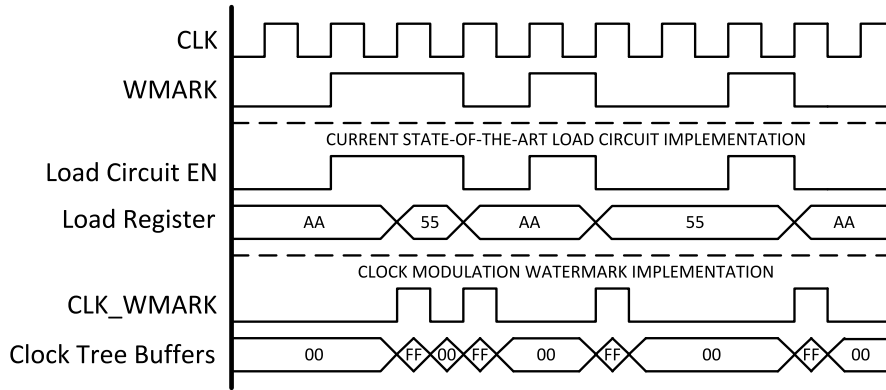 CLK
WMARK
CURRENT STATE-OF-THE-ART LOAD CIRCUIT IMPLEMENTATION
Load Circuit EN
Load Register AA 55 AA 55 AA
CLOCK MODULATION WATERMARK IMPLEMENTATION
CLK_WMARK
Clock Tree Buffers 00 FF 00 FF 00 FF 00 FF 00